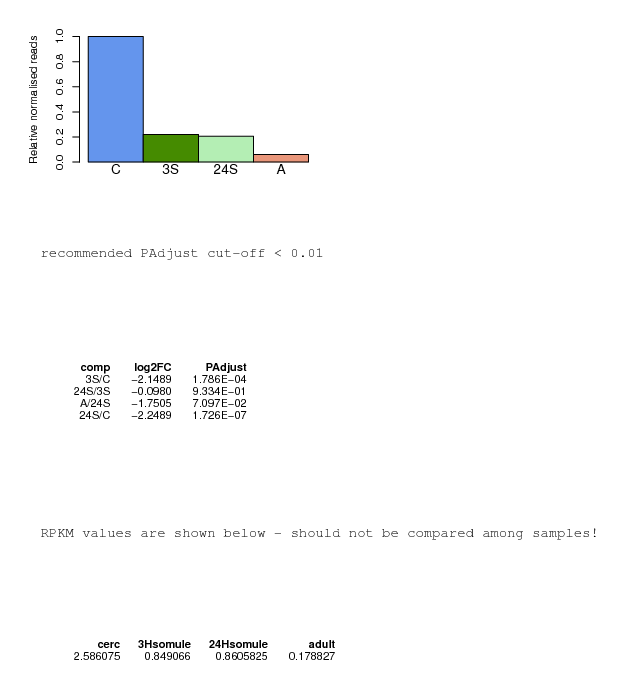 Relative normalised reads
1.0
0.8
0.6
0.4
0.2
0.0
C 3S 24S A
recommended PAdjust cut-off < 0.01
comp log2FC PAdjust
3S/C −2.1489 1.786E−04
24S/3S −0.0980 9.334E−01
A/24S −1.7505 7.097E−02
24S/C −2.2489 1.726E−07
RPKM values are shown below - should not be compared among samples!
cerc 3Hsomule 24Hsomule adult
2.586075 0.849066 0.8605825 0.178827